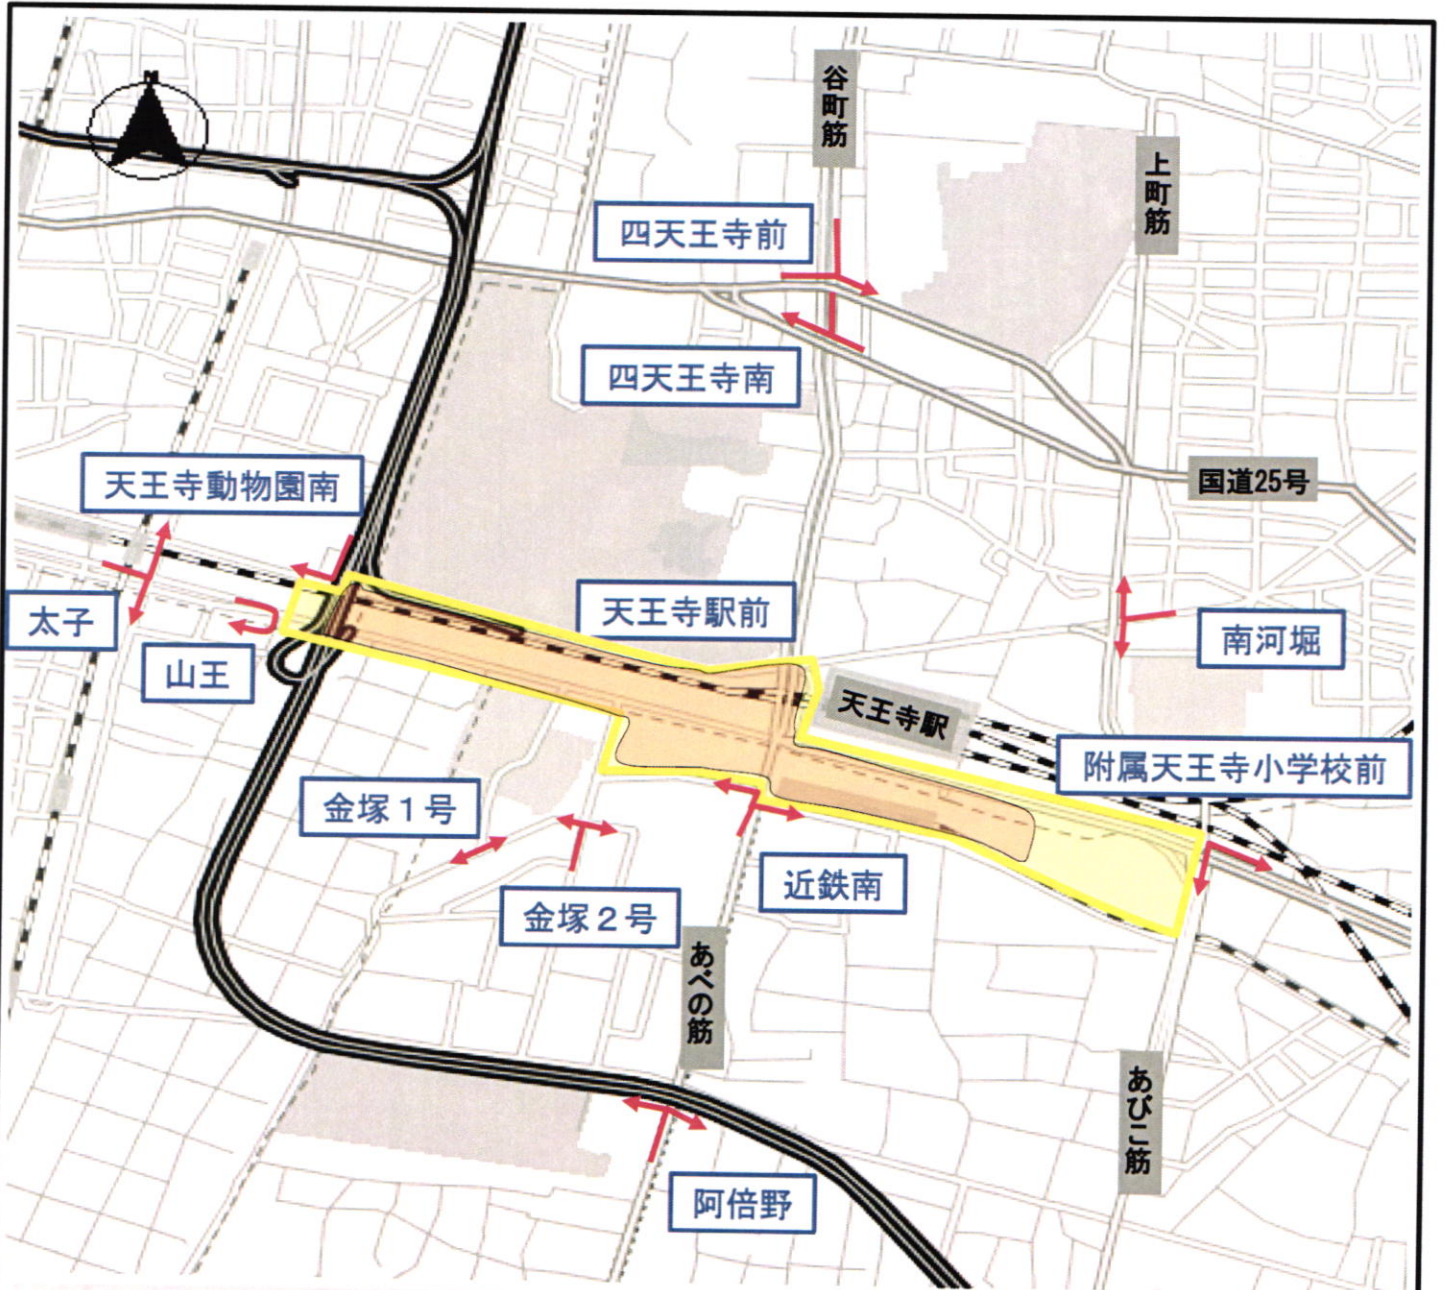 N
谷町筋
上町筋
四天王寺前
四天王寺南
国道25号
天王寺動物園南
太子
山王
天王寺駅前
南河堀
天王寺駅
附属天王寺小学校前
金塚1号
金塚2号
近鉄南
あべの筋
あびこ筋
阿倍野